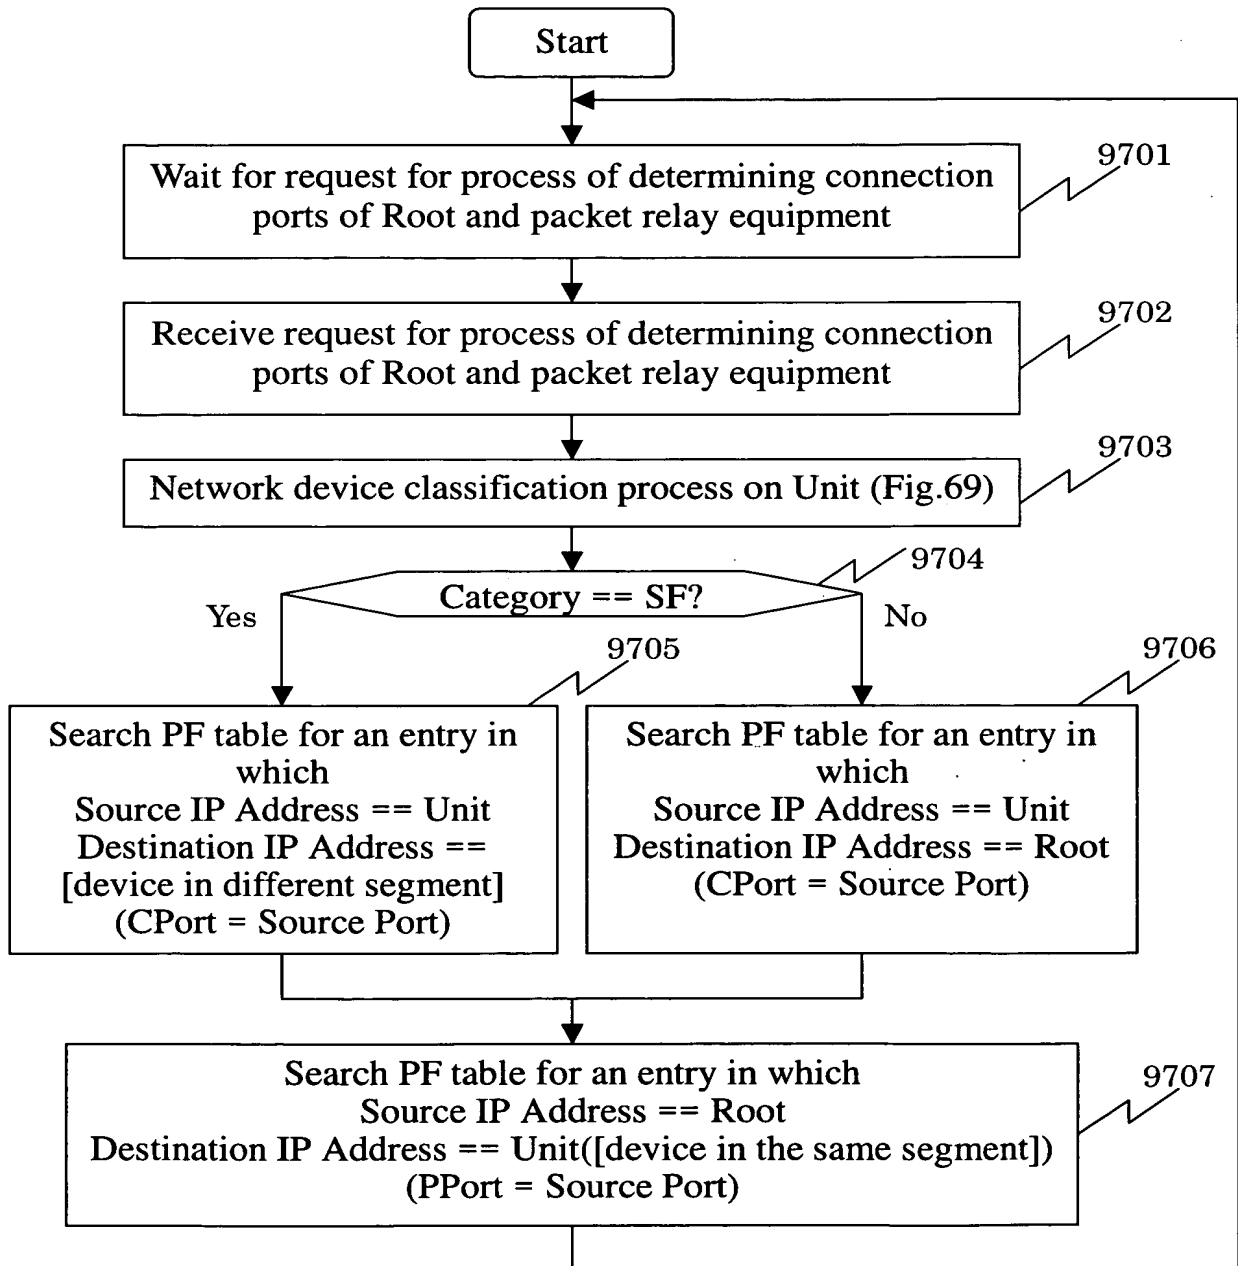 Start
9701
Wait for request for process of determining connection
ports of Root and packet relay equipment
9702
Receive request for process of determining connection
ports of Root and packet relay equipment
9703
Network device classification process on Unit (Fig.69)
9704
Category == SF?
Yes
No
9705
Search PF table for an entry in
which
Source IP Address == Unit
Destination IP Address ==
[device in different segment]
(CPort = Source Port)
9706
Search PF table for an entry in
which
Source IP Address == Unit
Destination IP Address == Root
(CPort = Source Port)
9707
Search PF table for an entry in which
Source IP Address == Root
Destination IP Address == Unit([device in the same segment])
(PPort = Source Port)